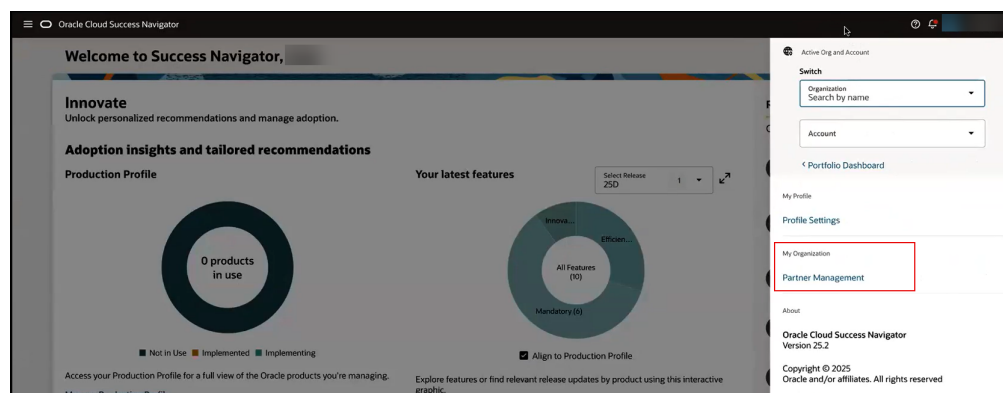 Oracle Cloud Success Navigator
Welcome to Success Navigator,
Innovate
Unlock personalized recommendations and manage adoption.
Adoption insights and tailored recommendations
Production Profile
0 products
in use
Not in Use Implemented Implementing
Access your Production Profile for a full view of the Oracle products you're managing.
Your latest features
Select Release
25D
1
Innova...
Efficien...
All Features
(10)
Mandatory (6)
Align to Production Profile
Explore features or find relevant release updates by product using this interactive
graphic.
Active Org and Account
Switch
Organization
Search by name
Account
Portfolio Dashboard
My Profile
Profile Settings
My Organization
Partner Management
About
Oracle Cloud Success Navigator
Version 25.2
Copyright © 2025
Oracle and/or affiliates. All rights reserved